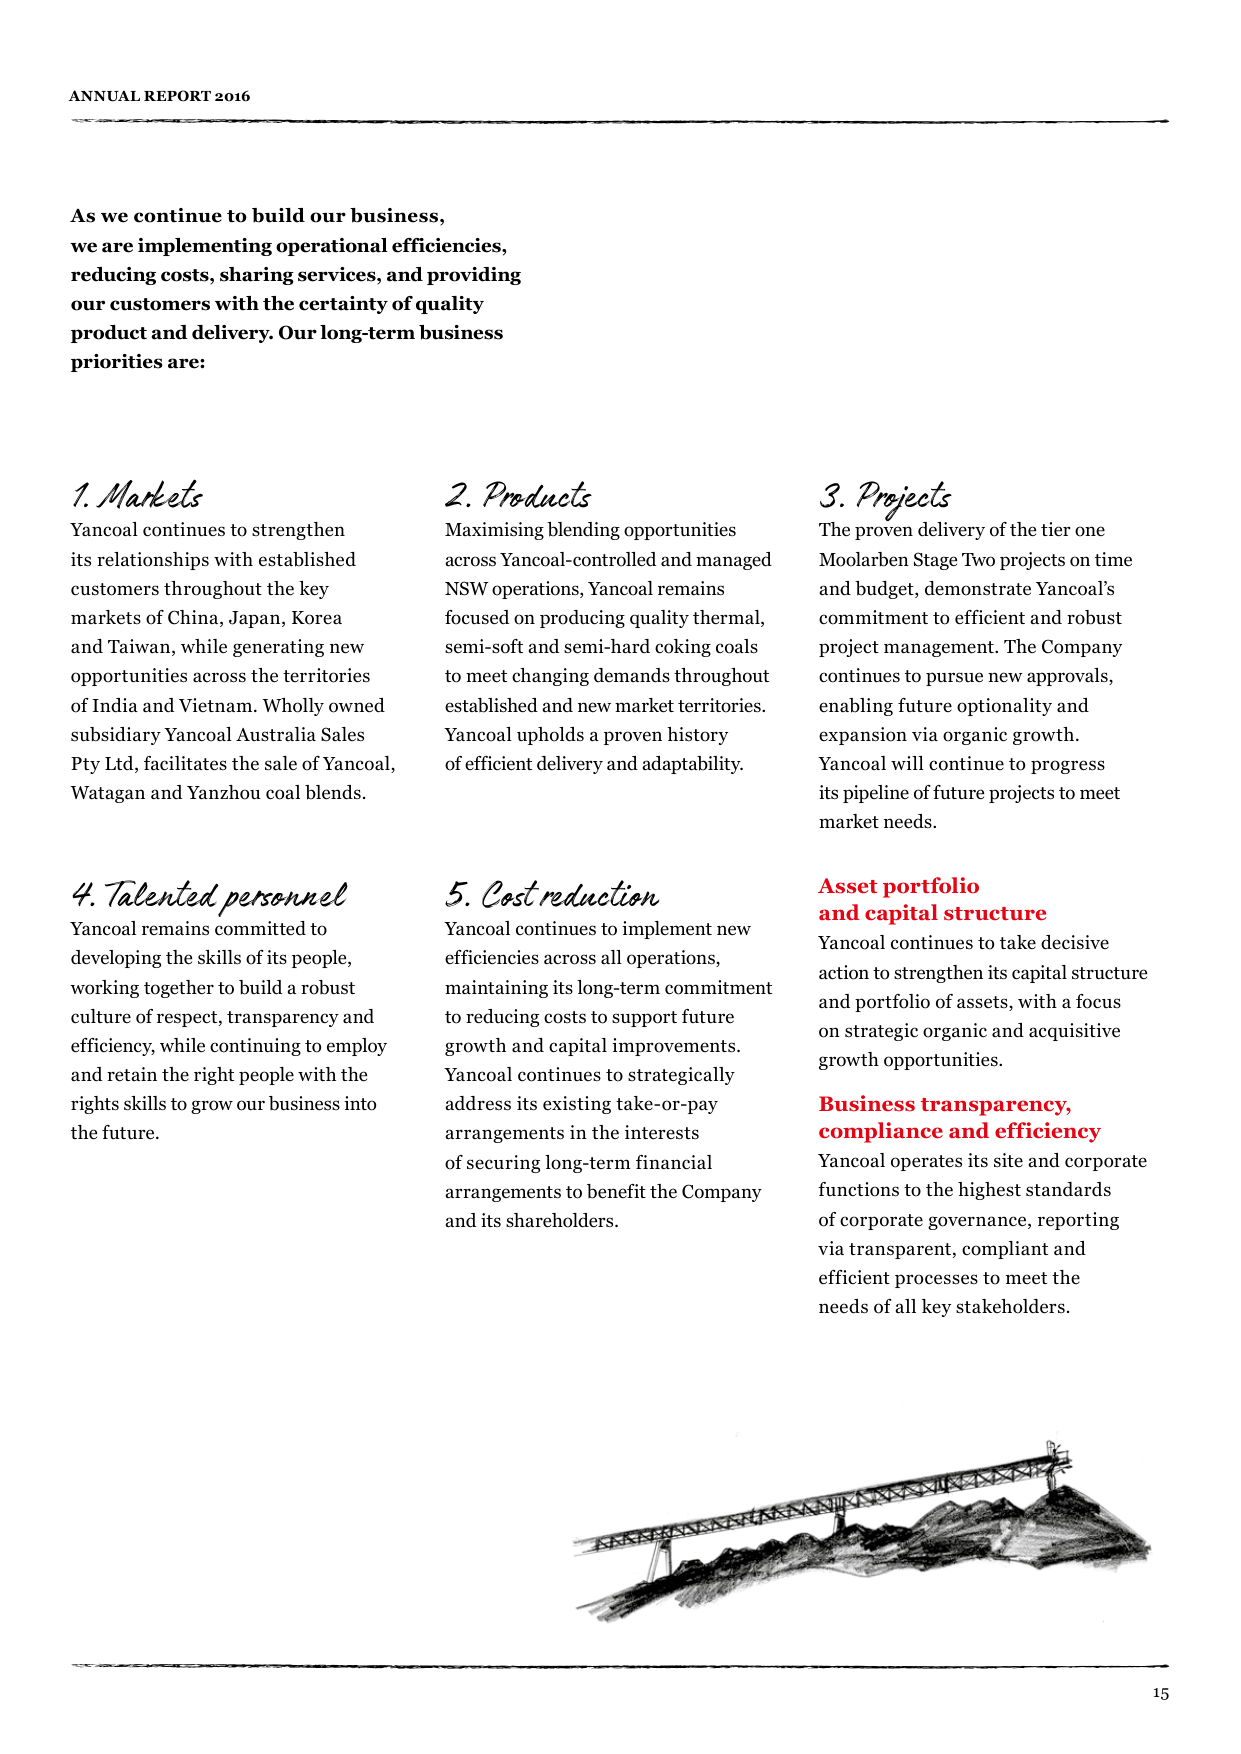 ANNUAL REPORT 2016
As we continue to build our business,
we are implementing operational efficiencies,
reducing costs, sharing services, and providing
our customers with the certainty of quality
product and delivery. Our long-term business
priorities are:
1. Markets
Yancoal continues to strengthen
its relationships with established
customers throughout the key
markets of China, Japan, Korea
and Taiwan, while generating new
opportunities across the territories
of India and Vietnam. Wholly owned
subsidiary Yancoal Australia Sales
Pty Ltd, facilitates the sale of Yancoal,
Watagan and Yanzhou coal blends.
2. Products
Maximising blending opportunities
across Yancoal-controlled and managed
NSW operations, Yancoal remains
focused on producing quality thermal,
semi-soft and semi-hard coking coals
to meet changing demands throughout
established and new market territories.
Yancoal upholds a proven history
of efficient delivery and adaptability.
3. Projects
The proven delivery of the tier one
Moolarben Stage Two projects on time
and budget, demonstrate Yancoal’s
commitment to efficient and robust
project management. The Company
continues to pursue new approvals,
enabling future optionality and
expansion via organic growth.
Yancoal will continue to progress
its pipeline of future projects to meet
market needs.
4. Talented personnel
Yancoal remains committed to
developing the skills of its people,
working together to build a robust
culture of respect, transparency and
efficiency, while continuing to employ
and retain the right people with the
rights skills to grow our business into
the future.
5. Cost reduction
Yancoal continues to implement new
efficiencies across all operations,
maintaining its long-term commitment
to reducing costs to support future
growth and capital improvements.
Yancoal continues to strategically
address its existing take-or-pay
arrangements in the interests
of securing long-term financial
arrangements to benefit the Company
and its shareholders.
Asset portfolio
and capital structure
Yancoal continues to take decisive
action to strengthen its capital structure
and portfolio of assets, with a focus
on strategic organic and acquisitive
growth opportunities.
Business transparency,
compliance and efficiency
Yancoal operates its site and corporate
functions to the highest standards
of corporate governance, reporting
via transparent, compliant and
efficient processes to meet the
needs of all key stakeholders.
15